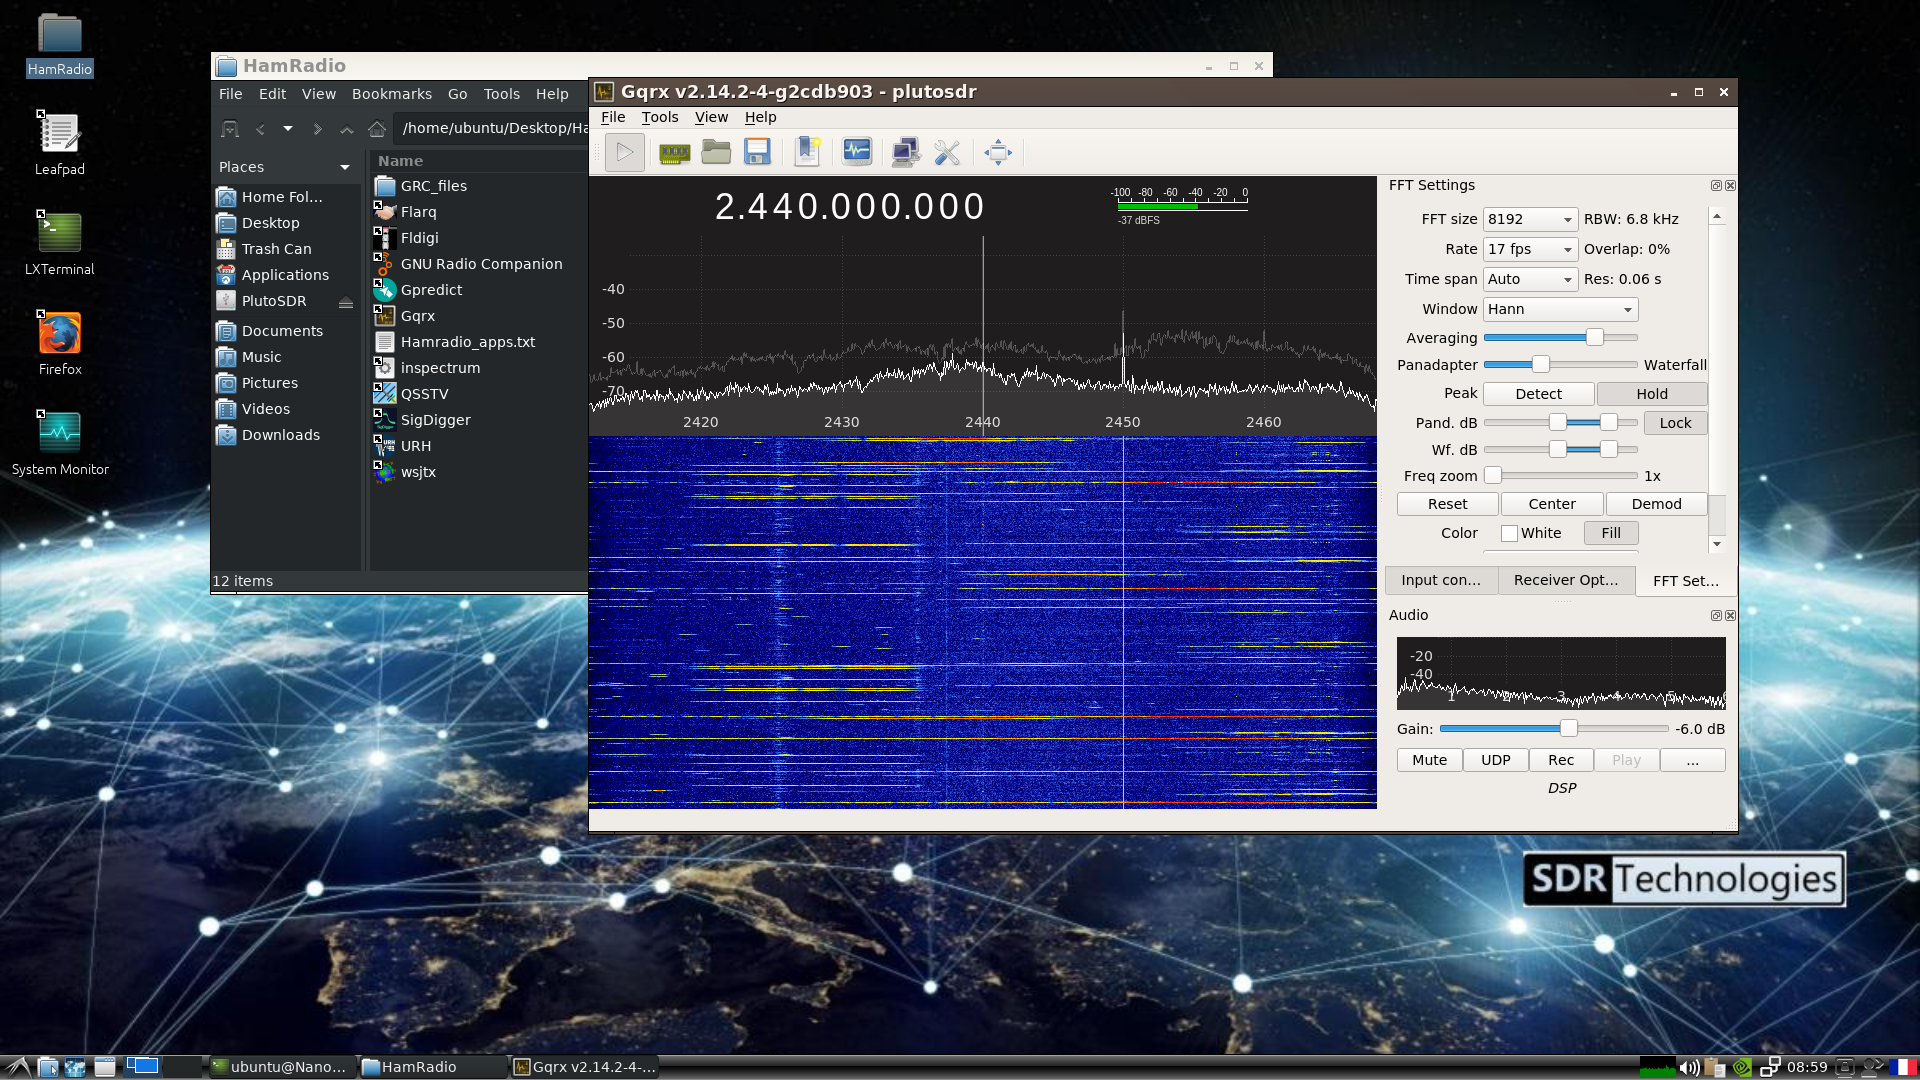 HamRadio
Leafpad
LXTerminal
Firefox
System Monitor
HamRadio
File Edit View Bookmarks Go Tools Help
/home/ubuntu/Desktop/Ha
Places
Home Fol...
Desktop
Trash Can
Applications
PlutoSDR
Documents
Music
Pictures
Videos
Downloads
Name
GRC_files
Flarq
Fldigi
GNU Radio Companion
Gpredict
Gqrx
Hamradio_apps.txt
inspectrum
QSSTV
SigDigger
URH
wsjtx
12 items
Gqrx v2.14.2-4-g2cdb903 - plutosdr
File Tools View Help
2.440.000.000
-100 -80 -60 -40 -20 0
-37 dBFS
-40
-50
-60
-70
2420 2430 2440 2450 2460
FFT Settings
FFT size 8192 RBW: 6.8 kHz
Rate 17 fps Overlap: 0%
Time span Auto Res: 0.06 s
Window Hann
Averaging
Panadapter Waterfall
Peak Detect Hold
Pand. dB Lock
Wf. dB
Freq zoom 1x
Reset Center Demod
Color White Fill
Input con... Receiver Opt... FFT Set...
Audio
-20
-40
1 2 3 4 5 6
Gain: -6.0 dB
Mute UDP Rec Play ...
DSP
SDR Technologies
ubuntu@Nano... HamRadio Gqrx v2.14.2-4-... 08:59